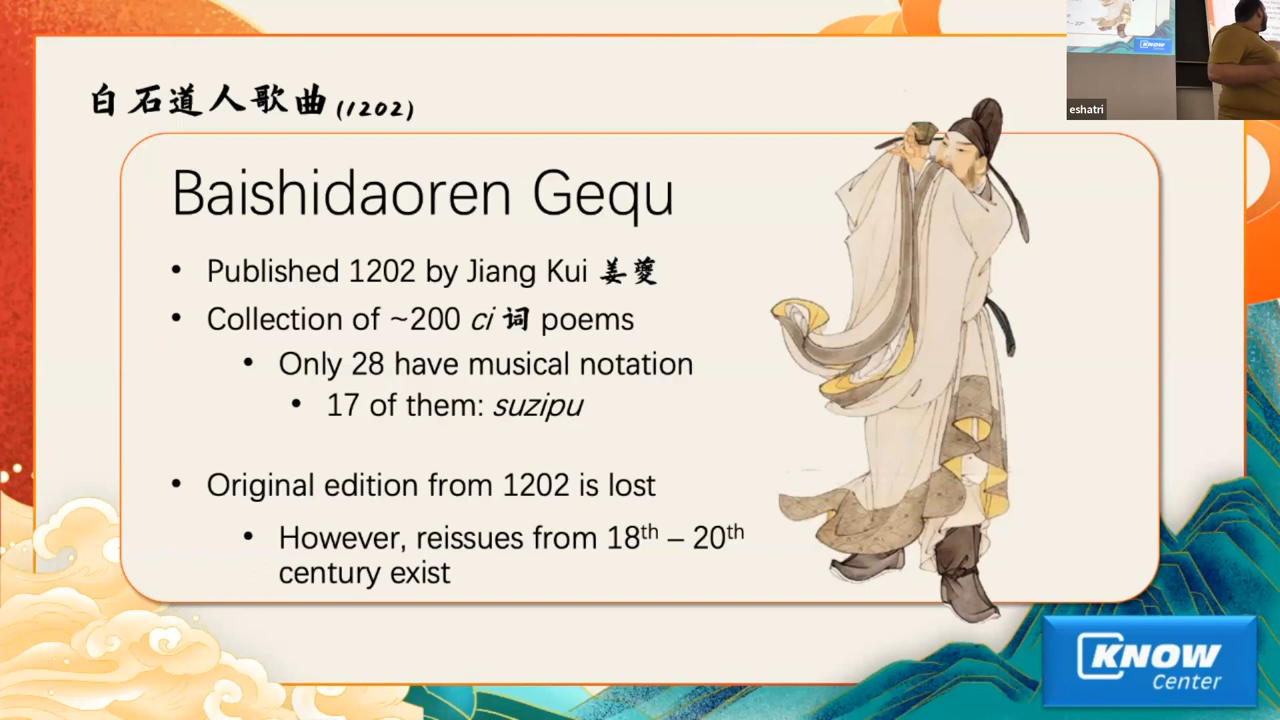 白石道人歌曲 (1202)
Baishidaoren Gequ
• Published 1202 by Jiang Kui 姜夔
• Collection of ~200 ci 词 poems
• Only 28 have musical notation
• 17 of them: suzipu
• Original edition from 1202 is lost
• However, reissues from 18th – 20th
century exist
eshatri
KNOW
Center
KNOW